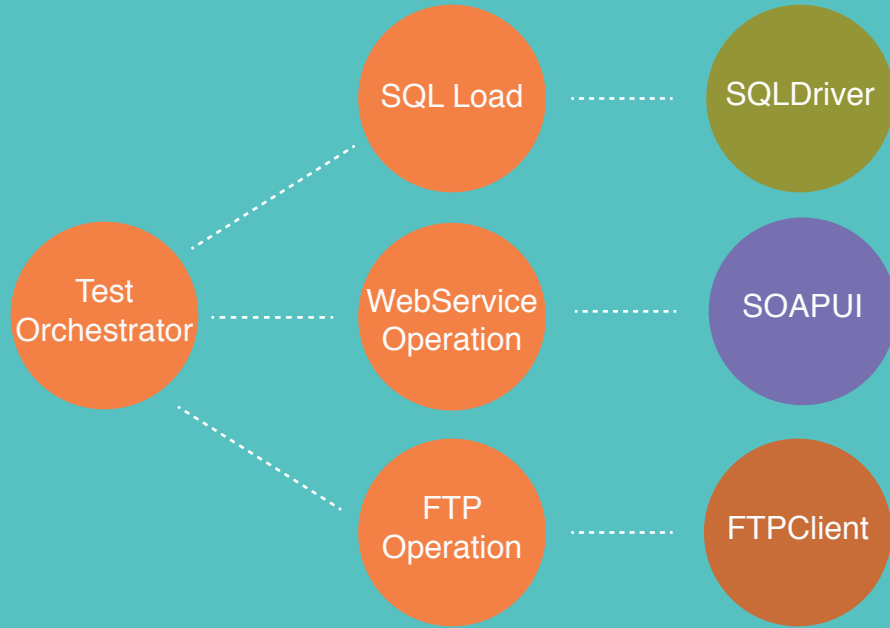 SQL Load
SQLDriver
Test
Orchestrator
WebService
Operation
SOAPUI
FTP
Operation
FTPClient